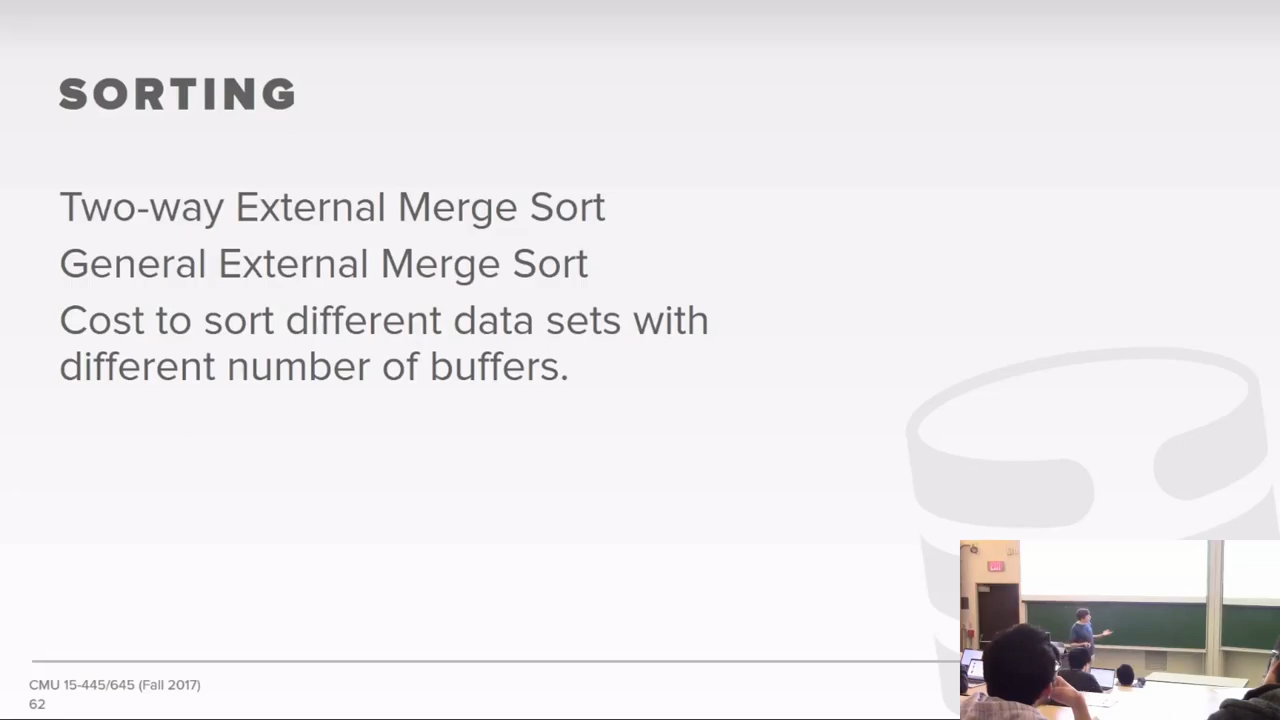 SORTING
Two-way External Merge Sort
General External Merge Sort
Cost to sort different data sets with
different number of buffers.
CMU 15-445/645 (Fall 2017)
62